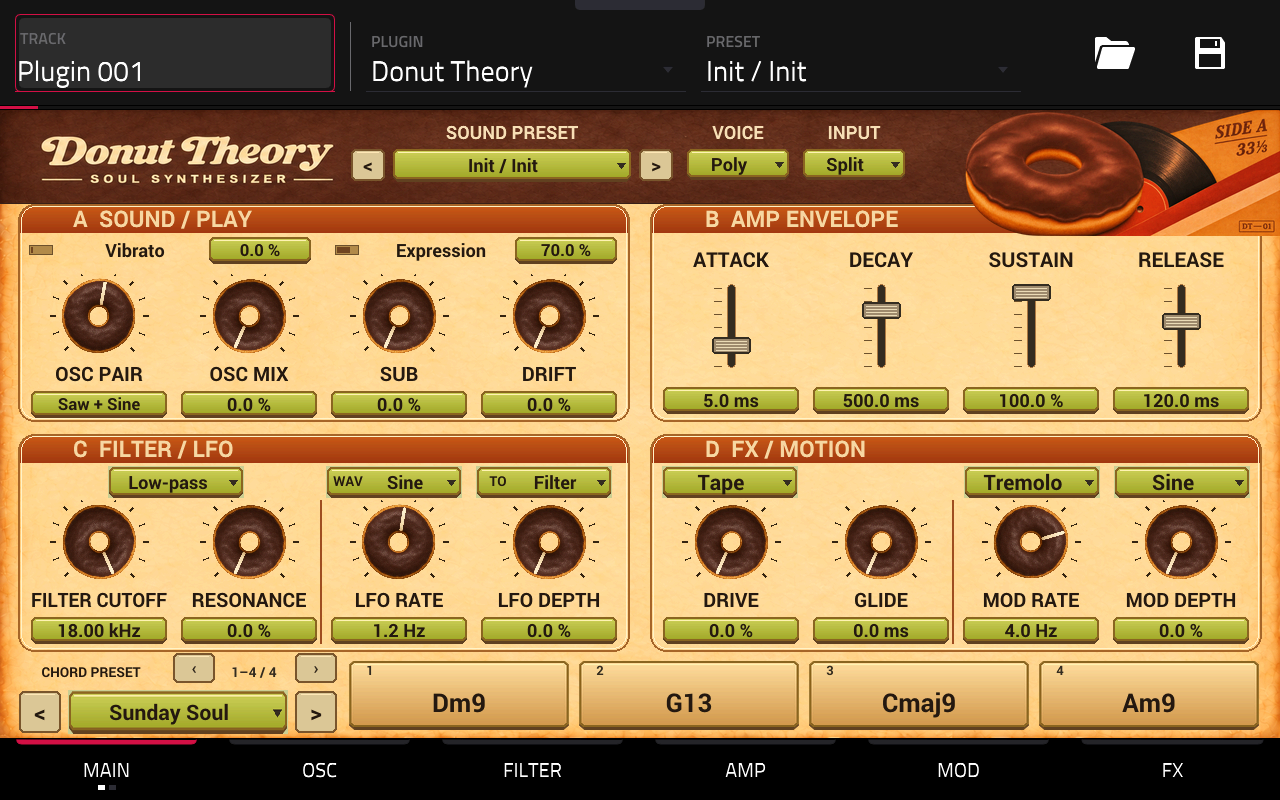 TRACK
Plugin 001
PLUGIN
Donut Theory
PRESET
Init / Init
Donut Theory
SOUL SYNTHESIZER
SOUND PRESET
< Init / Init >
VOICE
Poly
INPUT
Split
SIDE A
33⅓
DT—01
A SOUND / PLAY
Vibrato 0.0 % Expression 70.0 %
OSC PAIR OSC MIX SUB DRIFT
Saw + Sine 0.0 % 0.0 % 0.0 %
B AMP ENVELOPE
ATTACK DECAY SUSTAIN RELEASE
5.0 ms 500.0 ms 100.0 % 120.0 ms
C FILTER / LFO
Low-pass WAV Sine TO Filter
FILTER CUTOFF RESONANCE LFO RATE LFO DEPTH
18.00 kHz 0.0 % 1.2 Hz 0.0 %
D FX / MOTION
Tape Tremolo Sine
DRIVE GLIDE MOD RATE MOD DEPTH
0.0 % 0.0 ms 4.0 Hz 0.0 %
CHORD PRESET ‹ 1–4 / 4 ›
< Sunday Soul >
1 Dm9
2 G13
3 Cmaj9
4 Am9
MAIN OSC FILTER AMP MOD FX